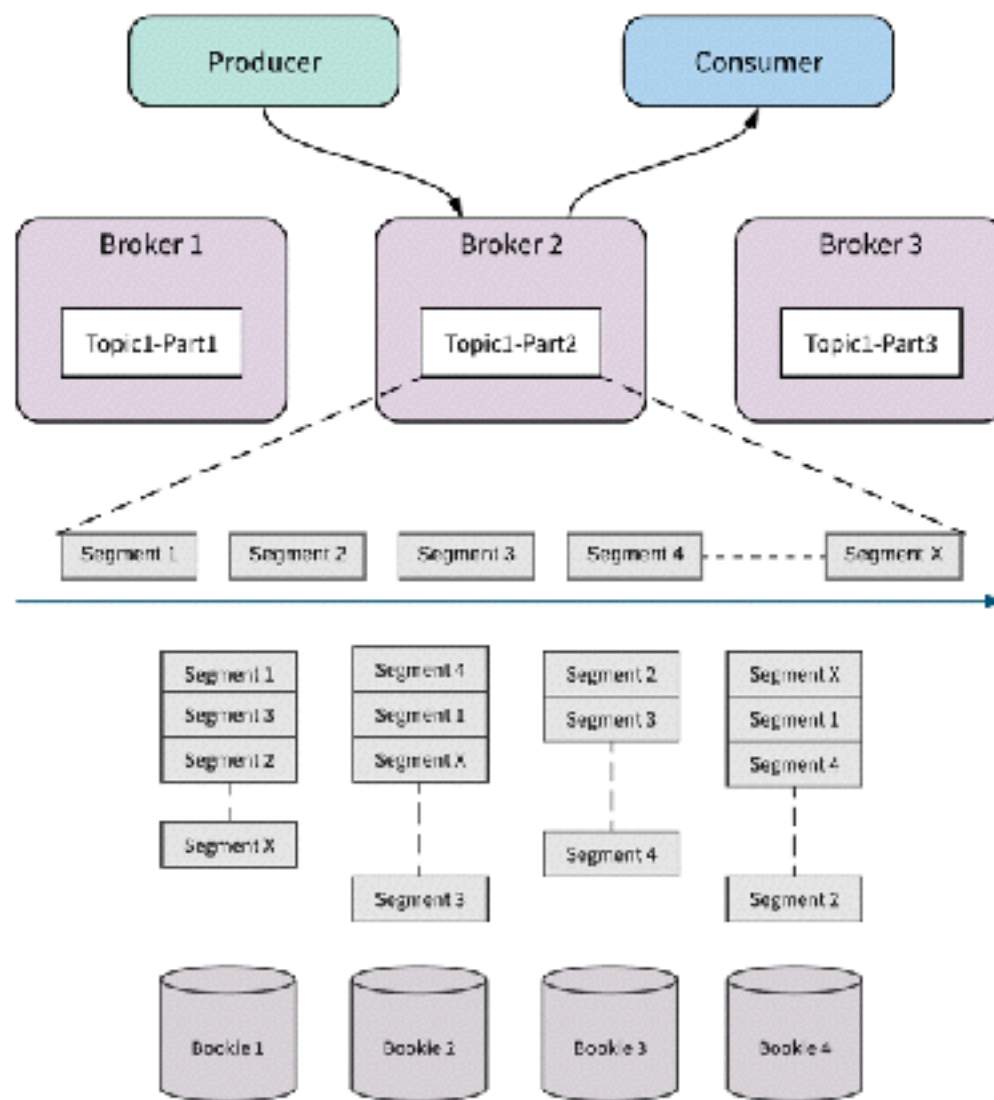 Producer
Consumer
Broker 1
Broker 2
Broker 3
Topic1-Part1
Topic1-Part2
Topic1-Part3
Segment 1
Segment 2
Segment 3
Segment 4
Segment X
Segment 1
Segment 3
Segment 2
Segment X
Segment 4
Segment 1
Segment X
Segment 3
Segment 2
Segment 3
Segment 4
Segment X
Segment 1
Segment 4
Segment 2
Bookie 1
Bookie 2
Bookie 3
Bookie 4